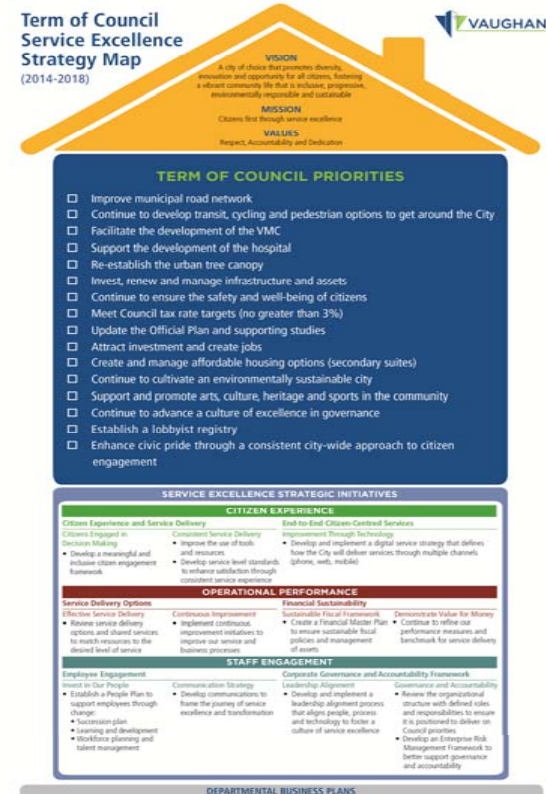 Term of Council
Service Excellence
Strategy Map
(2014-2018)
VAUGHAN
VISION
A city of choice that promotes diversity,
innovation and opportunity for all citizens, fostering
a vibrant community life that is inclusive, progressive,
environmentally responsible and sustainable
MISSION
Citizens first through service excellence
VALUES
Respect, Accountability and Dedication
TERM OF COUNCIL PRIORITIES
Improve municipal road network
Continue to develop transit, cycling and pedestrian options to get around the City
Facilitate the development of the VMC
Support the development of the hospital
Re-establish the urban tree canopy
Invest, renew and manage infrastructure and assets
Continue to ensure the safety and well-being of citizens
Meet Council tax rate targets (no greater than 3%)
Update the Official Plan and supporting studies
Attract investment and create jobs
Create and manage affordable housing options (secondary suites)
Continue to cultivate an environmentally sustainable city
Support and promote arts, culture, heritage and sports in the community
Continue to advance a culture of excellence in governance
Establish a lobbyist registry
Enhance civic pride through a consistent city-wide approach to citizen
engagement
SERVICE EXCELLENCE STRATEGIC INITIATIVES
CITIZEN EXPERIENCE
Citizen Experience and Service Delivery
Citizens Engaged in
Decision Making
• Develop a meaningful and
inclusive citizen engagement
framework
Consistent Service Delivery
• Improve the use of tools
and resources
• Develop service level standards
to enhance satisfaction through
consistent service experience
End-to-End Citizen-Centred Services
Improvement Through Technology
• Develop and implement a digital service strategy that defines
how the City will deliver services through multiple channels
(phone, web, mobile)
OPERATIONAL PERFORMANCE
Service Delivery Options
Effective Service Delivery
• Review service delivery
options and shared services
to match resources to the
desired level of service
Continuous Improvement
• Implement continuous
improvement initiatives to
improve our service and
business processes
Financial Sustainability
Sustainable Fiscal Framework
• Create a Financial Master Plan
to ensure sustainable fiscal
policies and management
of assets
Demonstrate Value for Money
• Continue to refine our
performance measures and
benchmark for service delivery
STAFF ENGAGEMENT
Employee Engagement
Invest in Our People
• Establish a People Plan to
support employees through
change:
• Succession plan
• Learning and development
• Workforce planning and
talent management
Communication Strategy
• Develop communications to
frame the journey of service
excellence and transformation
Corporate Governance and Accountability Framework
Leadership Alignment
• Develop and implement a
leadership alignment process
that aligns people, process
and technology to foster a
culture of service excellence
Governance and Accountability
• Review the organizational
structure with defined roles
and responsibilities to ensure
it is positioned to deliver on
Council priorities
• Develop an Enterprise Risk
Management Framework to
better support governance
and accountability
DEPARTMENTAL BUSINESS PLANS